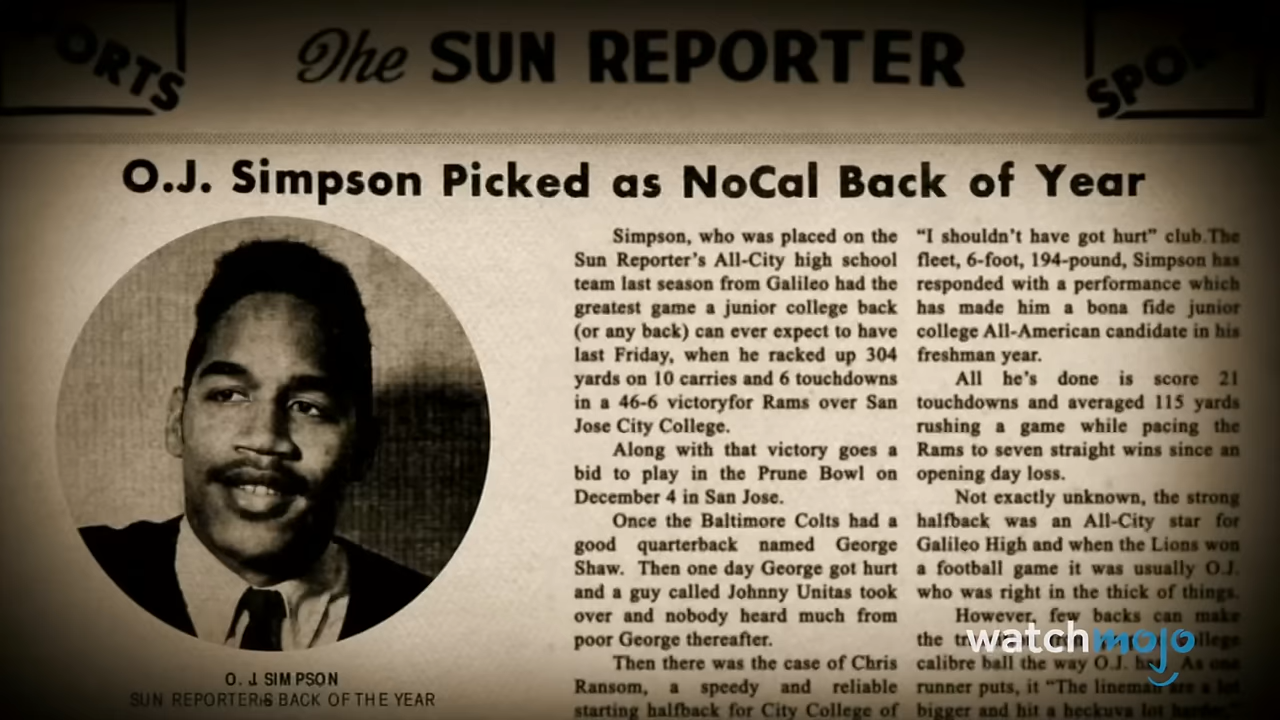 PORTS
The SUN REPORTER
SPOR
O.J. Simpson Picked as NoCal Back of Year
Simpson, who was placed on the
Sun Reporter's All-City high school
team last season from Galileo had the
greatest game a junior college back
(or any back) can ever expect to have
last Friday, when he racked up 304
yards on 10 carries and 6 touchdowns
in a 46-6 victoryfor Rams over San
Jose City College.
Along with that victory goes a
bid to play in the Prune Bowl on
December 4 in San Jose.
Once the Baltimore Colts had a
good quarterback named George
Shaw. Then one day George got hurt
and a guy called Johnny Unitas took
over and nobody heard much from
poor George thereafter.
Then there was the case of Chris
Ransom, a speedy and reliable
starting halfback for City College of
"I shouldn't have got hurt" club.The
fleet, 6-foot, 194-pound, Simpson has
responded with a performance which
has made him a bona fide junior
college All-American candidate in his
freshman year.
All he's done is score 21
touchdowns and averaged 115 yards
rushing a game while pacing the
Rams to seven straight wins since an
opening day loss.
Not exactly unknown, the strong
halfback was an All-City star for
Galileo High and when the Lions won
a football game it was usually O.J.
who was right in the thick of things.
However, few backs can make
the
calibre ball the way O.J. As one
runner puts, it "The lineman are a lot
bigger and hit a heckuva lot harder."
O. J. SIMPSON
SUN REPORTER'S BACK OF THE YEAR
watchmojo